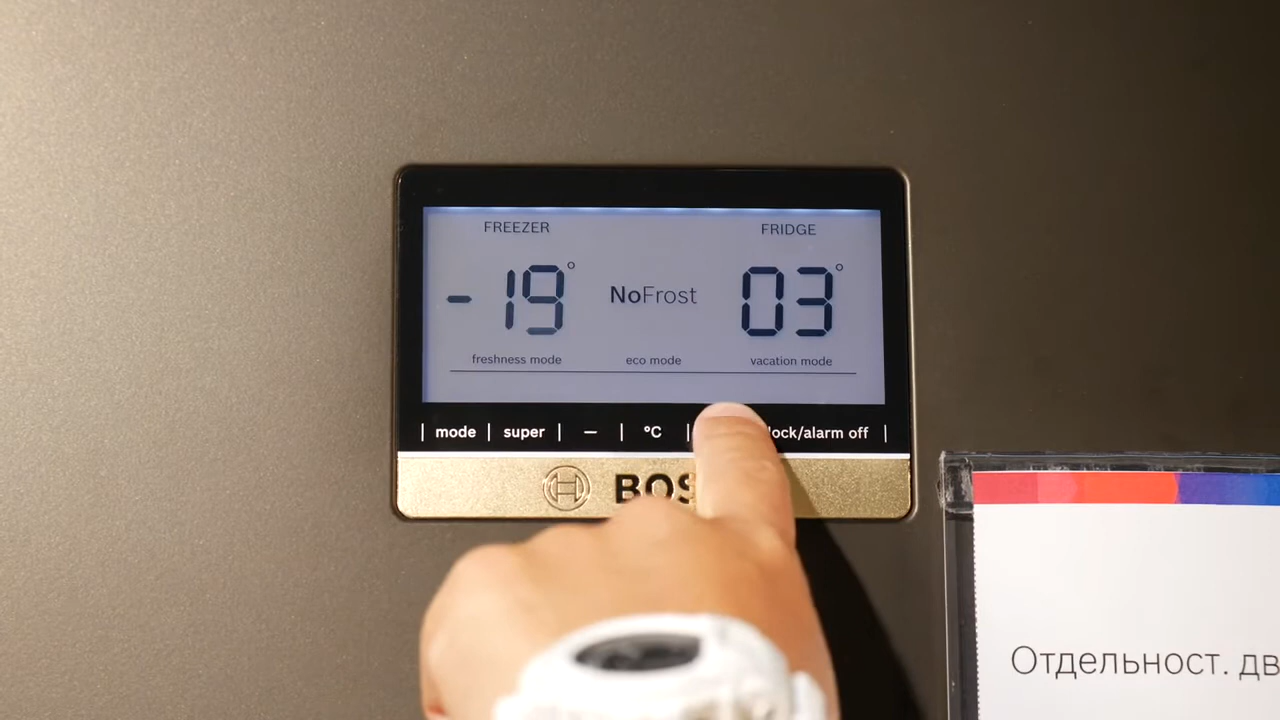 FREEZER FRIDGE
-19° NoFrost 03°
freshness mode eco mode vacation mode
| mode | super | — | °C | lock/alarm off |
BOS
Отдельност. дв